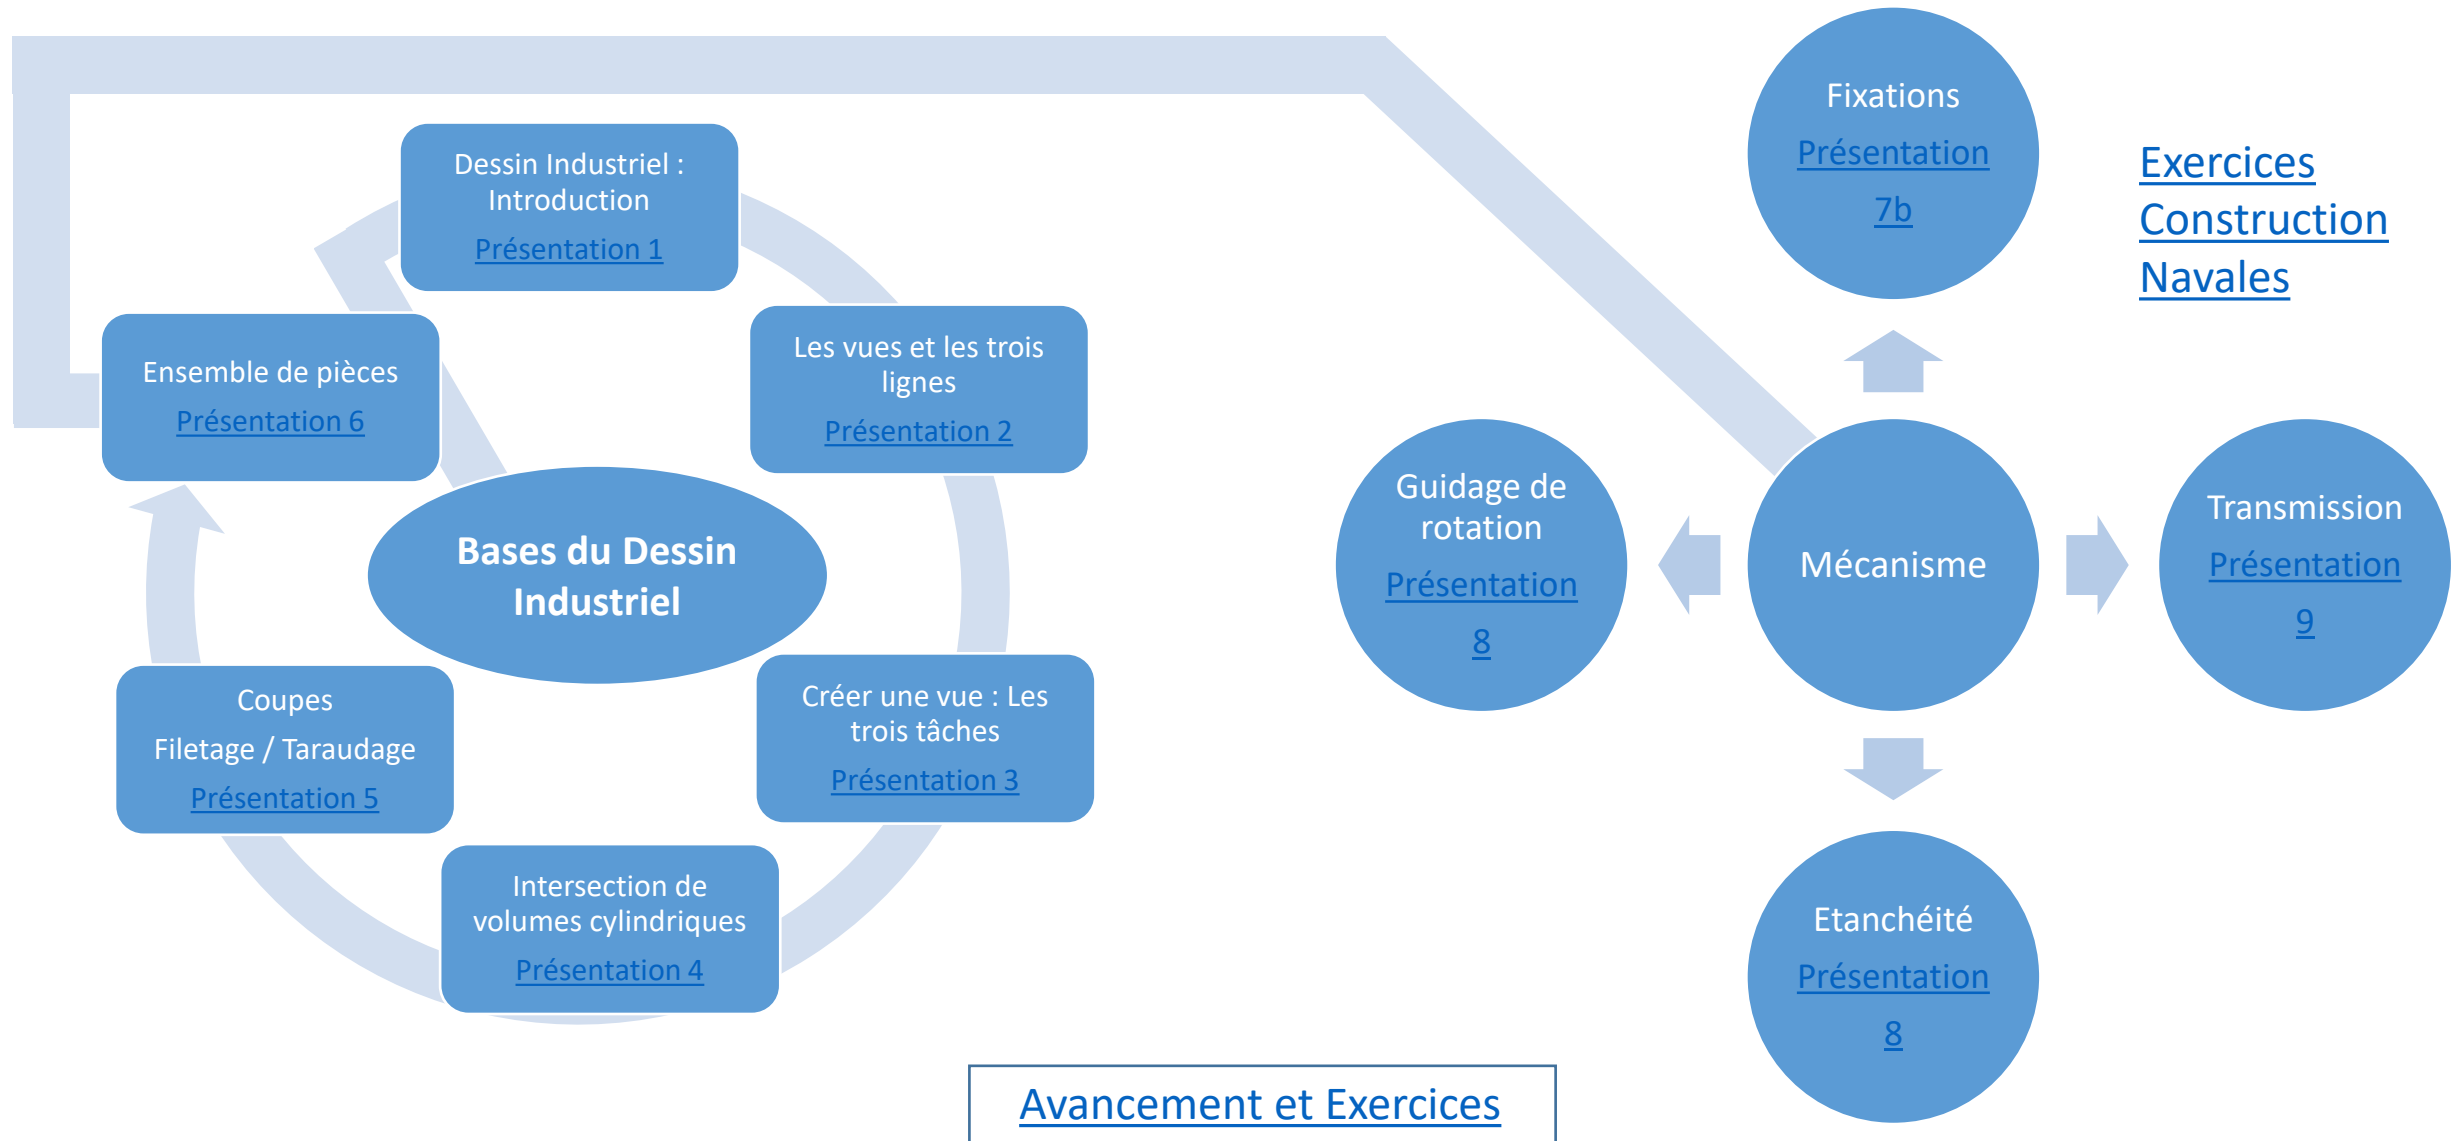 Dessin Industriel :
Introduction
Présentation 1
Les vues et les trois
lignes
Présentation 2
Créer une vue : Les
trois tâches
Présentation 3
Intersection de
volumes cylindriques
Présentation 4
Coupes
Filetage / Taraudage
Présentation 5
Ensemble de pièces
Présentation 6
Bases du Dessin
Industriel
Fixations
Présentation
7b
Exercices
Construction
Navales
Guidage de
rotation
Présentation
8
Mécanisme
Transmission
Présentation
9
Etanchéité
Présentation
8
Avancement et Exercices